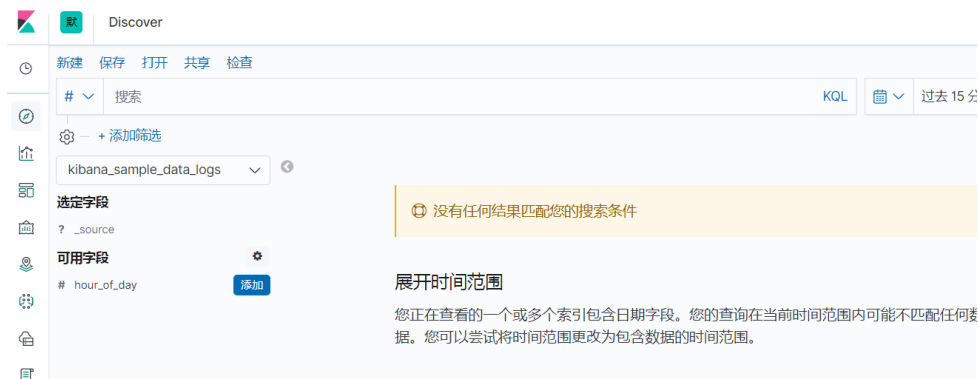 默 Discover
新建 保存 打开 共享 检查
# 搜索 KQL 过去 15 分
+ 添加筛选
kibana_sample_data_logs
选定字段
没有任何结果匹配您的搜索条件
? _source
可用字段
# hour_of_day 添加
展开时间范围
您正在查看的一个或多个索引包含日期字段。您的查询在当前时间范围内可能不匹配任何数
据。您可以尝试将时间范围更改为包含数据的时间范围。